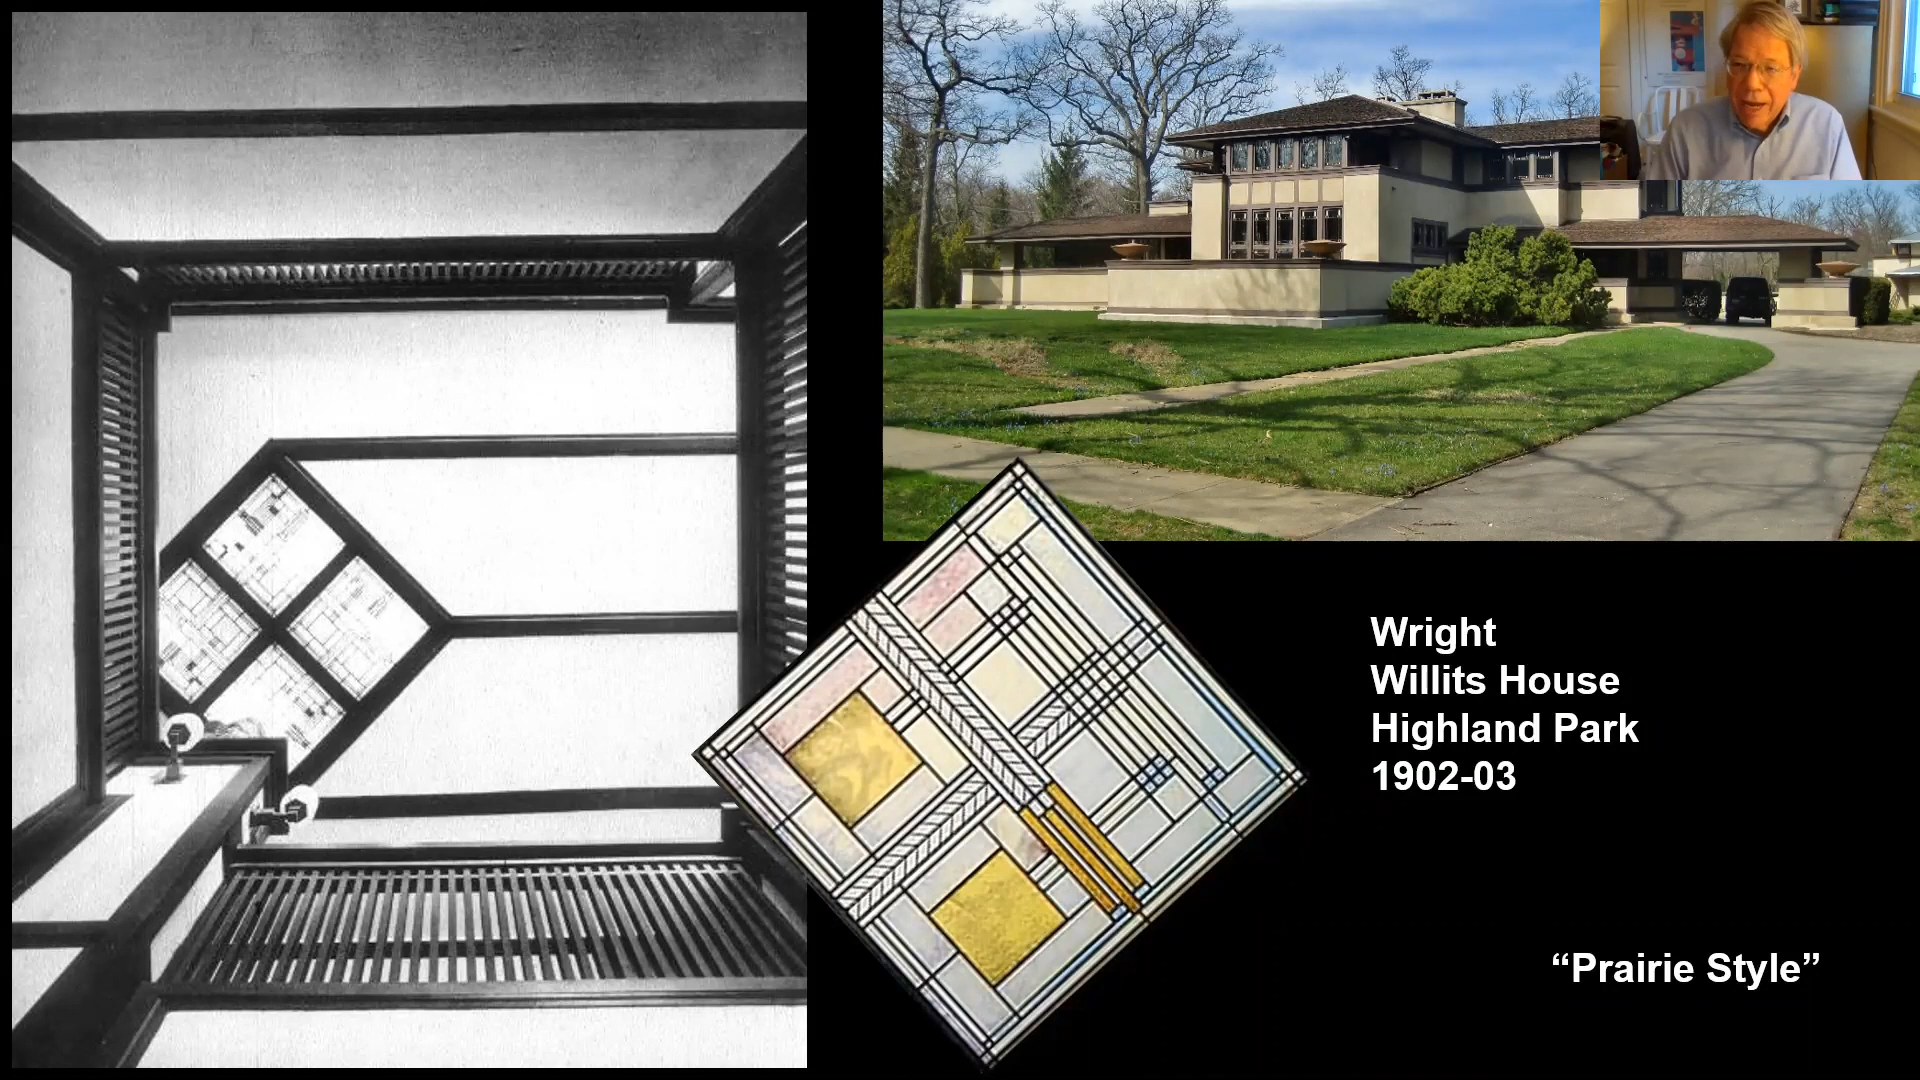 Wright
Willits House
Highland Park
1902-03
“Prairie Style”